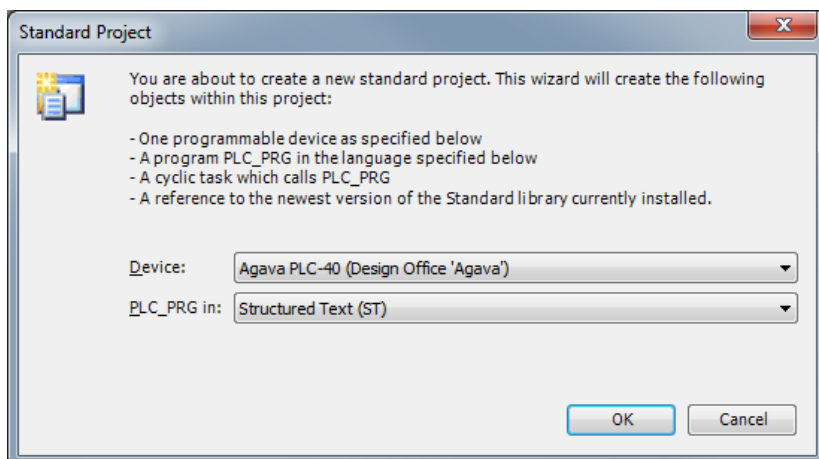 Standard Project
You are about to create a new standard project. This wizard will create the following
objects within this project:
- One programmable device as specified below
- A program PLC_PRG in the language specified below
- A cyclic task which calls PLC_PRG
- A reference to the newest version of the Standard library currently installed.
Device: Agava PLC-40 (Design Office 'Agava')
PLC_PRG in: Structured Text (ST)
OK Cancel